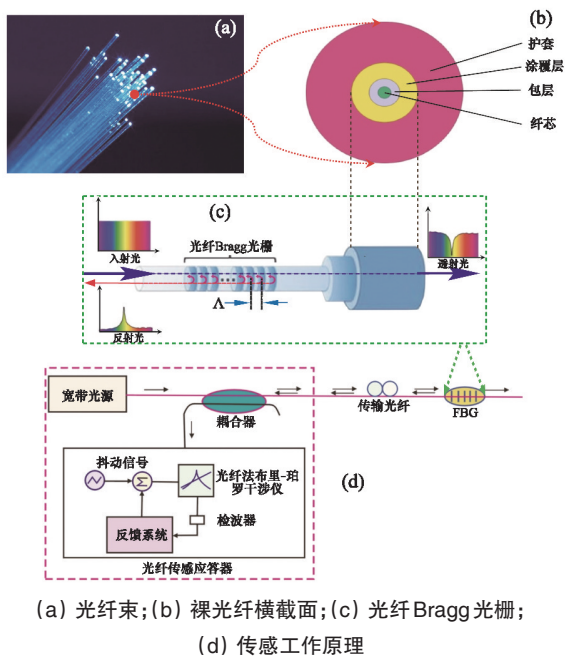 (a)
(b)
护套
涂覆层
包层
纤芯
(c)
入射光
光纤Bragg光栅
透射光
Λ
反射光
宽带光源
耦合器
传输光纤
FBG
(d)
抖动信号
Σ
光纤法布里-珀
罗干涉仪
检波器
反馈系统
光纤传感应答器
(a) 光纤束;(b) 裸光纤横截面;(c) 光纤Bragg光栅;
(d) 传感工作原理